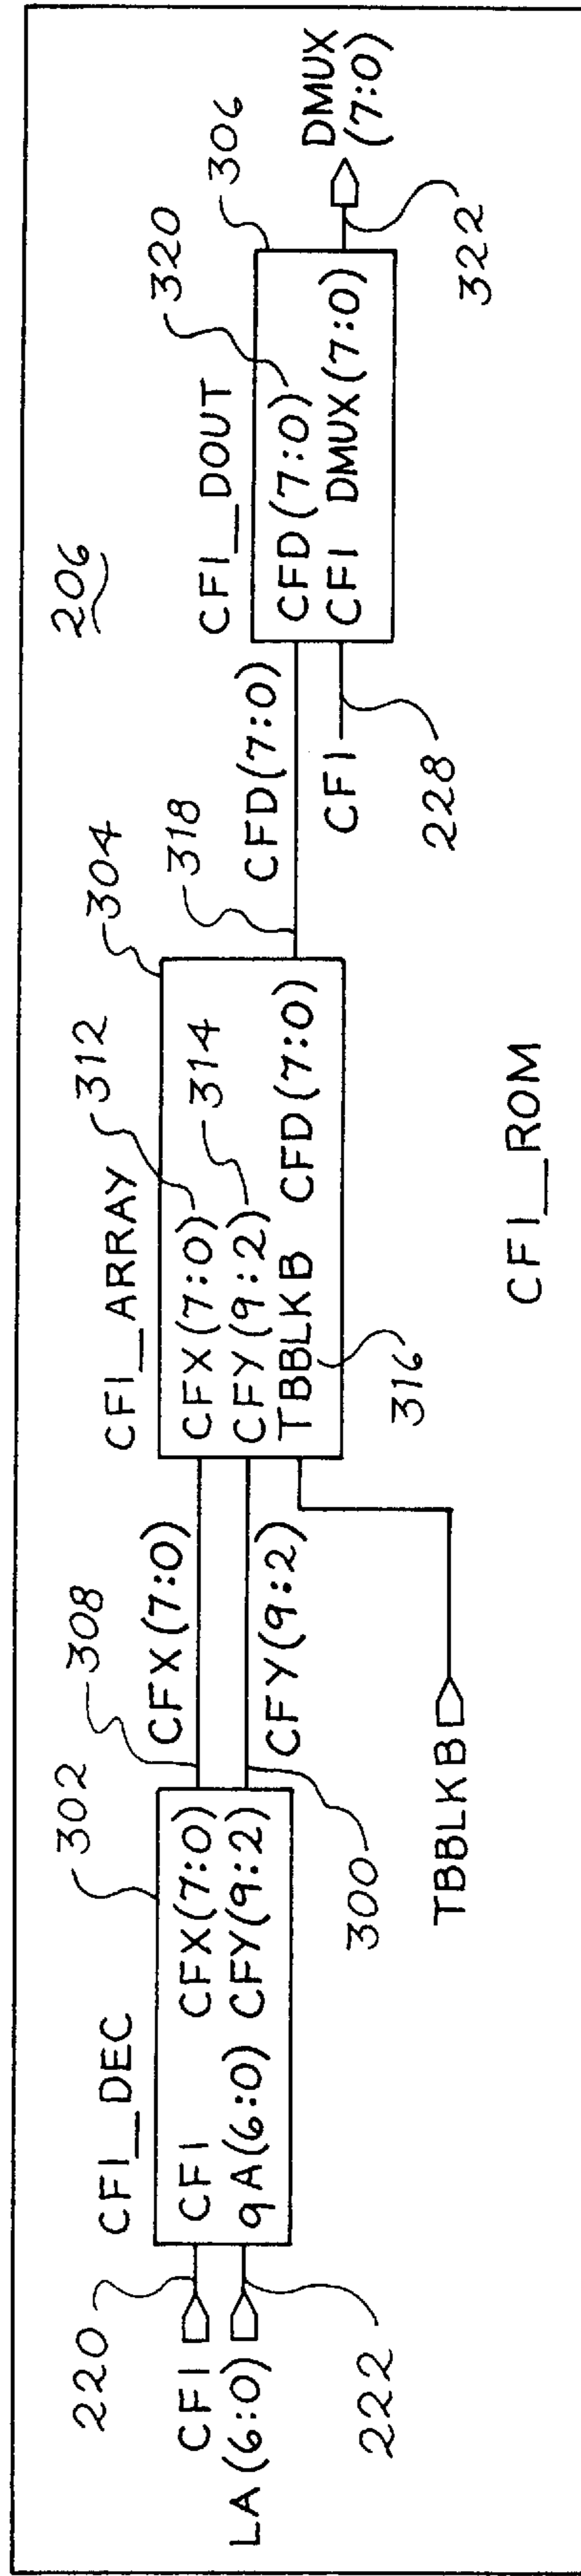 206
220
CFI
LA(6:0)
222
CFI_DEC
302
CFI CFX(7:0)
qA(6:0) CFY(9:2)
308
CFX(7:0)
CFY(9:2)
300
TBBLKB
CFI_ARRAY
304
312
CFX(7:0)
314
CFY(9:2)
TBBLKB CFD(7:0)
316
318
CFD(7:0)
CFI
228
CFI_DOUT
306
320
CFD(7:0)
CFI DMUX(7:0)
DMUX
(7:0)
322
CFI_ROM